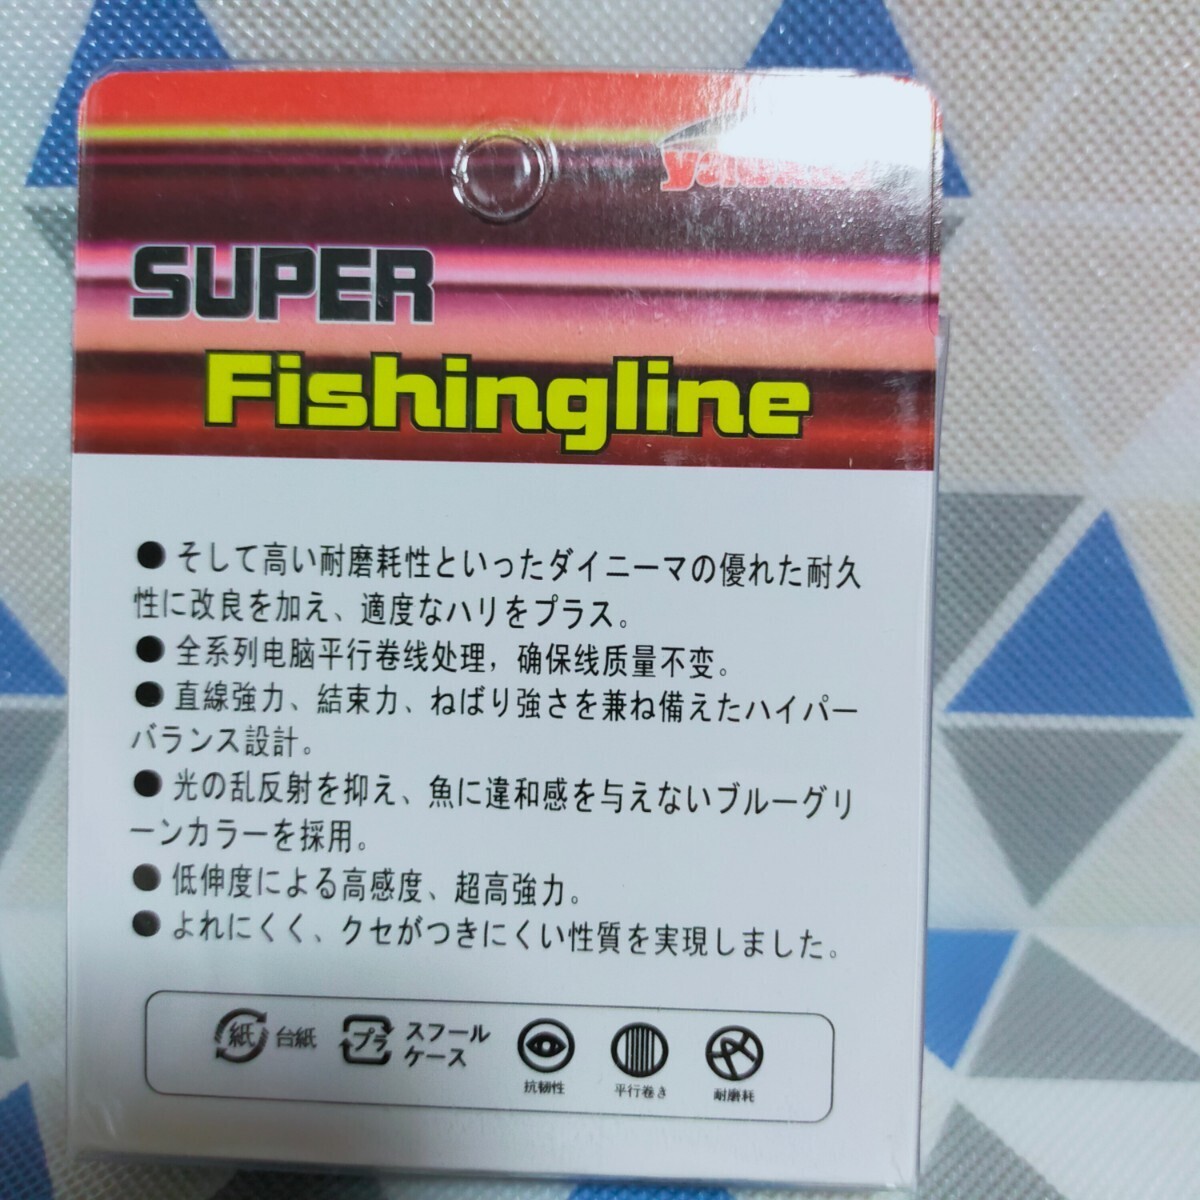 SUPER
Fishingline
● そして高い耐磨耗性といったダイニーマの優れた耐久
性に改良を加え、適度なハリをプラス。
● 全系列电脑平行卷线处理，确保线质量不变。
● 直線強力、結束力、ねばり強さを兼ね備えたハイパー
バランス設計。
● 光の乱反射を抑え、魚に違和感を与えないブルーグリ
ーンカラーを採用。
● 低伸度による高感度、超高強力。
● よれにくく、クセがつきにくい性質を実現しました。
紙 台紙 プラ スフール
ケース
抗韧性 平行巻き 耐磨耗